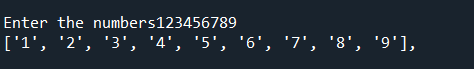 Enter the numbers123456789
['1', '2', '3', '4', '5', '6', '7', '8', '9'],